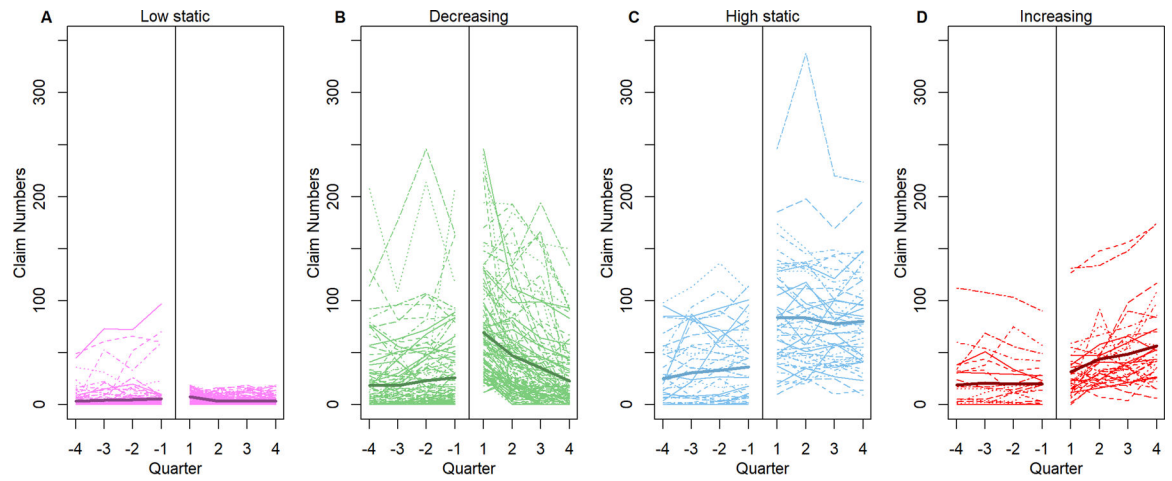 A Low static
Claim Numbers
300
200
100
0
-4 -3 -2 -1 1 2 3 4
Quarter
B Decreasing
Claim Numbers
300
200
100
0
-4 -3 -2 -1 1 2 3 4
Quarter
C High static
Claim Numbers
300
200
100
0
-4 -3 -2 -1 1 2 3 4
Quarter
D Increasing
Claim Numbers
300
200
100
0
-4 -3 -2 -1 1 2 3 4
Quarter